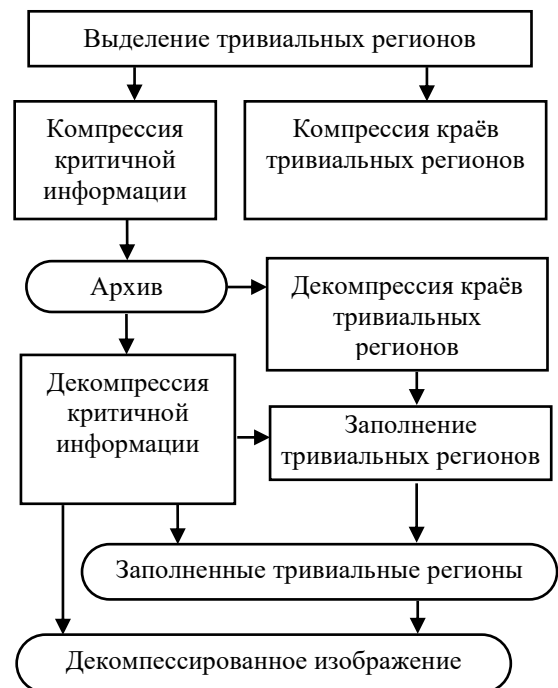 Выделение тривиальных регионов
Компрессия
критичной
информации
Компрессия краёв
тривиальных регионов
Архив
Декомпрессия краёв
тривиальных
регионов
Декомпрессия
критичной
информации
Заполнение
тривиальных регионов
Заполненные тривиальные регионы
Декомпессированное изображение